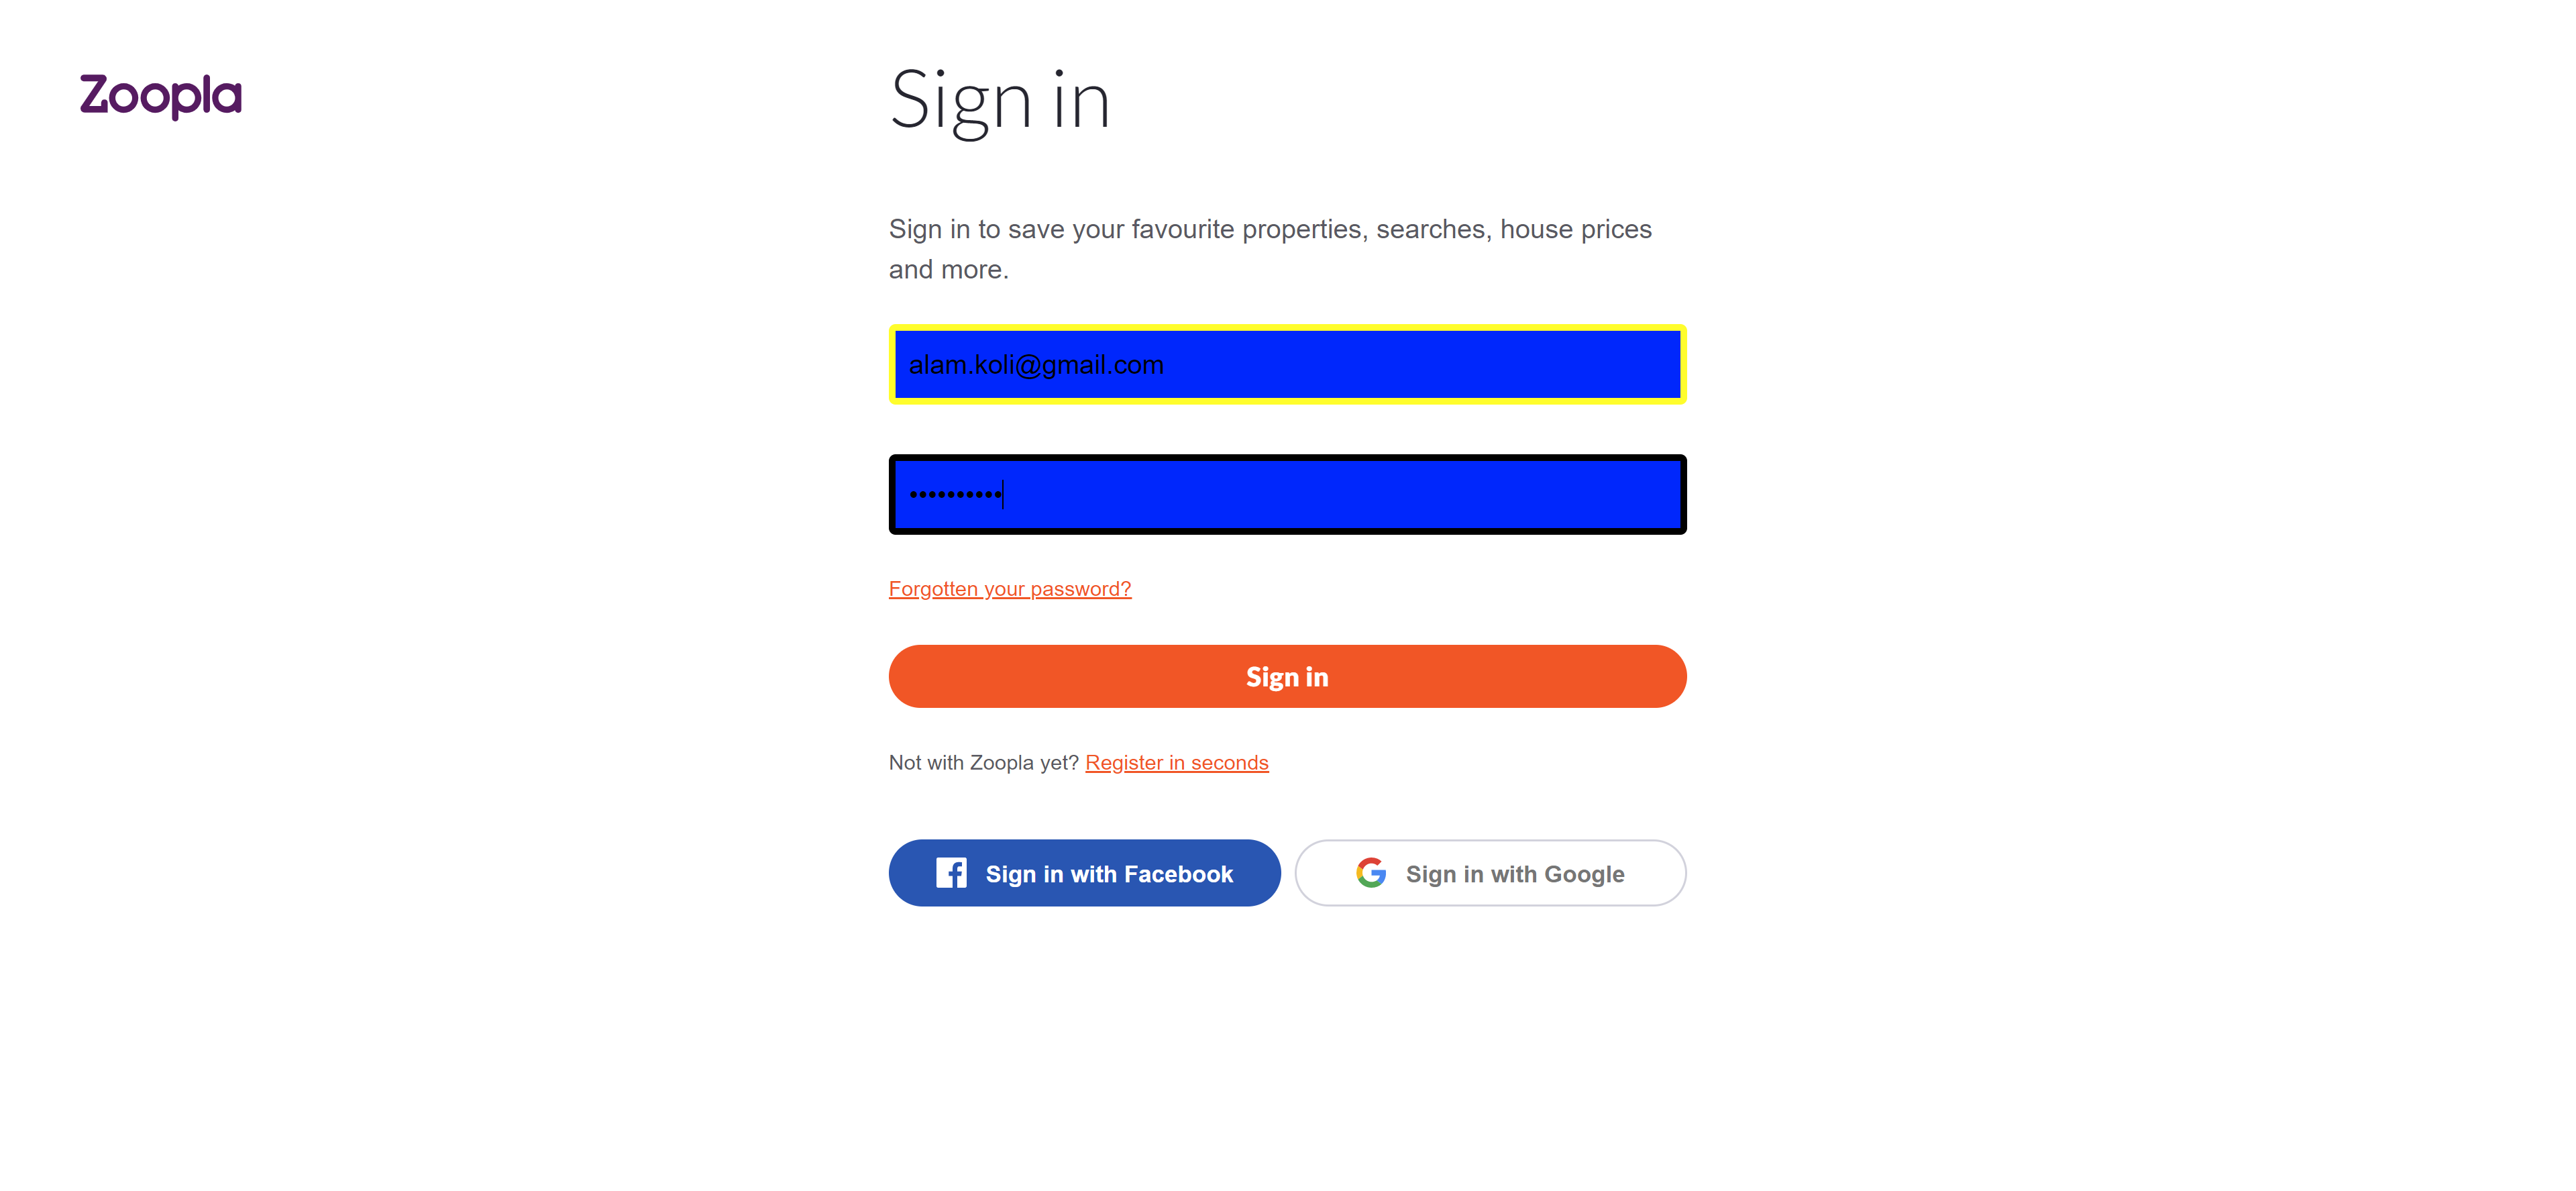 Zoopla
Sign in
Sign in to save your favourite properties, searches, house prices
and more.
alam.koli@gmail.com
••••••••••
Forgotten your password?
Sign in
Not with Zoopla yet? Register in seconds
Sign in with Facebook
Sign in with Google